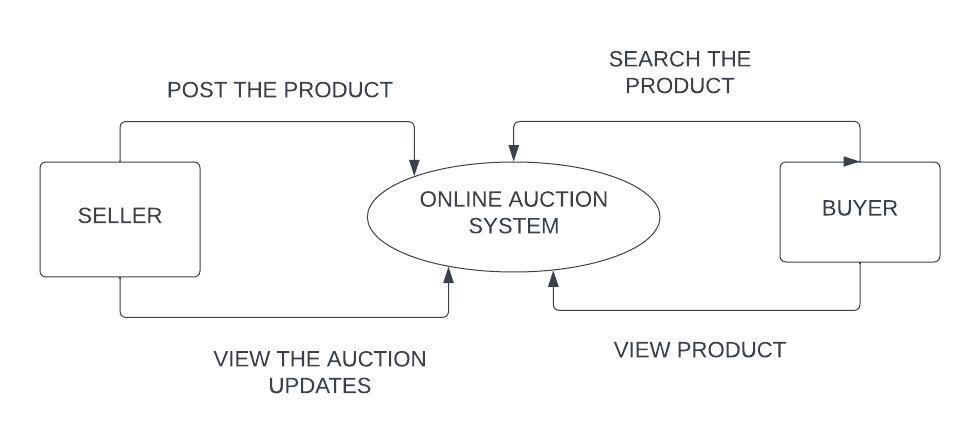 SEARCH THE
PRODUCT
POST THE PRODUCT
SELLER
ONLINE AUCTION
SYSTEM
BUYER
VIEW THE AUCTION
UPDATES
VIEW PRODUCT